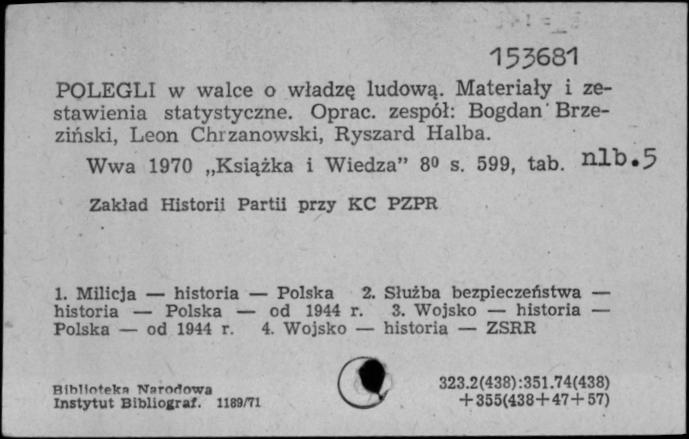 153681
POLEGLI w walce o władzę ludową. Materiały i ze-
stawienia statystyczne. Oprac. zespół: Bogdan Brze-
ziński, Leon Chrzanowski, Ryszard Halba.
Wwa 1970 „Książka i Wiedza” 8⁰ s. 599, tab. nlb.5
Zakład Historii Partii przy KC PZPR
1. Milicja — historia — Polska 2. Służba bezpieczeństwa —
historia — Polska — od 1944 r. 3. Wojsko — historia —
Polska — od 1944 r. 4. Wojsko — historia — ZSRR
Biblioteka Narodowa
Instytut Bibliograf. 1189/71
323.2(438):351.74(438)
+355(438+47+57)